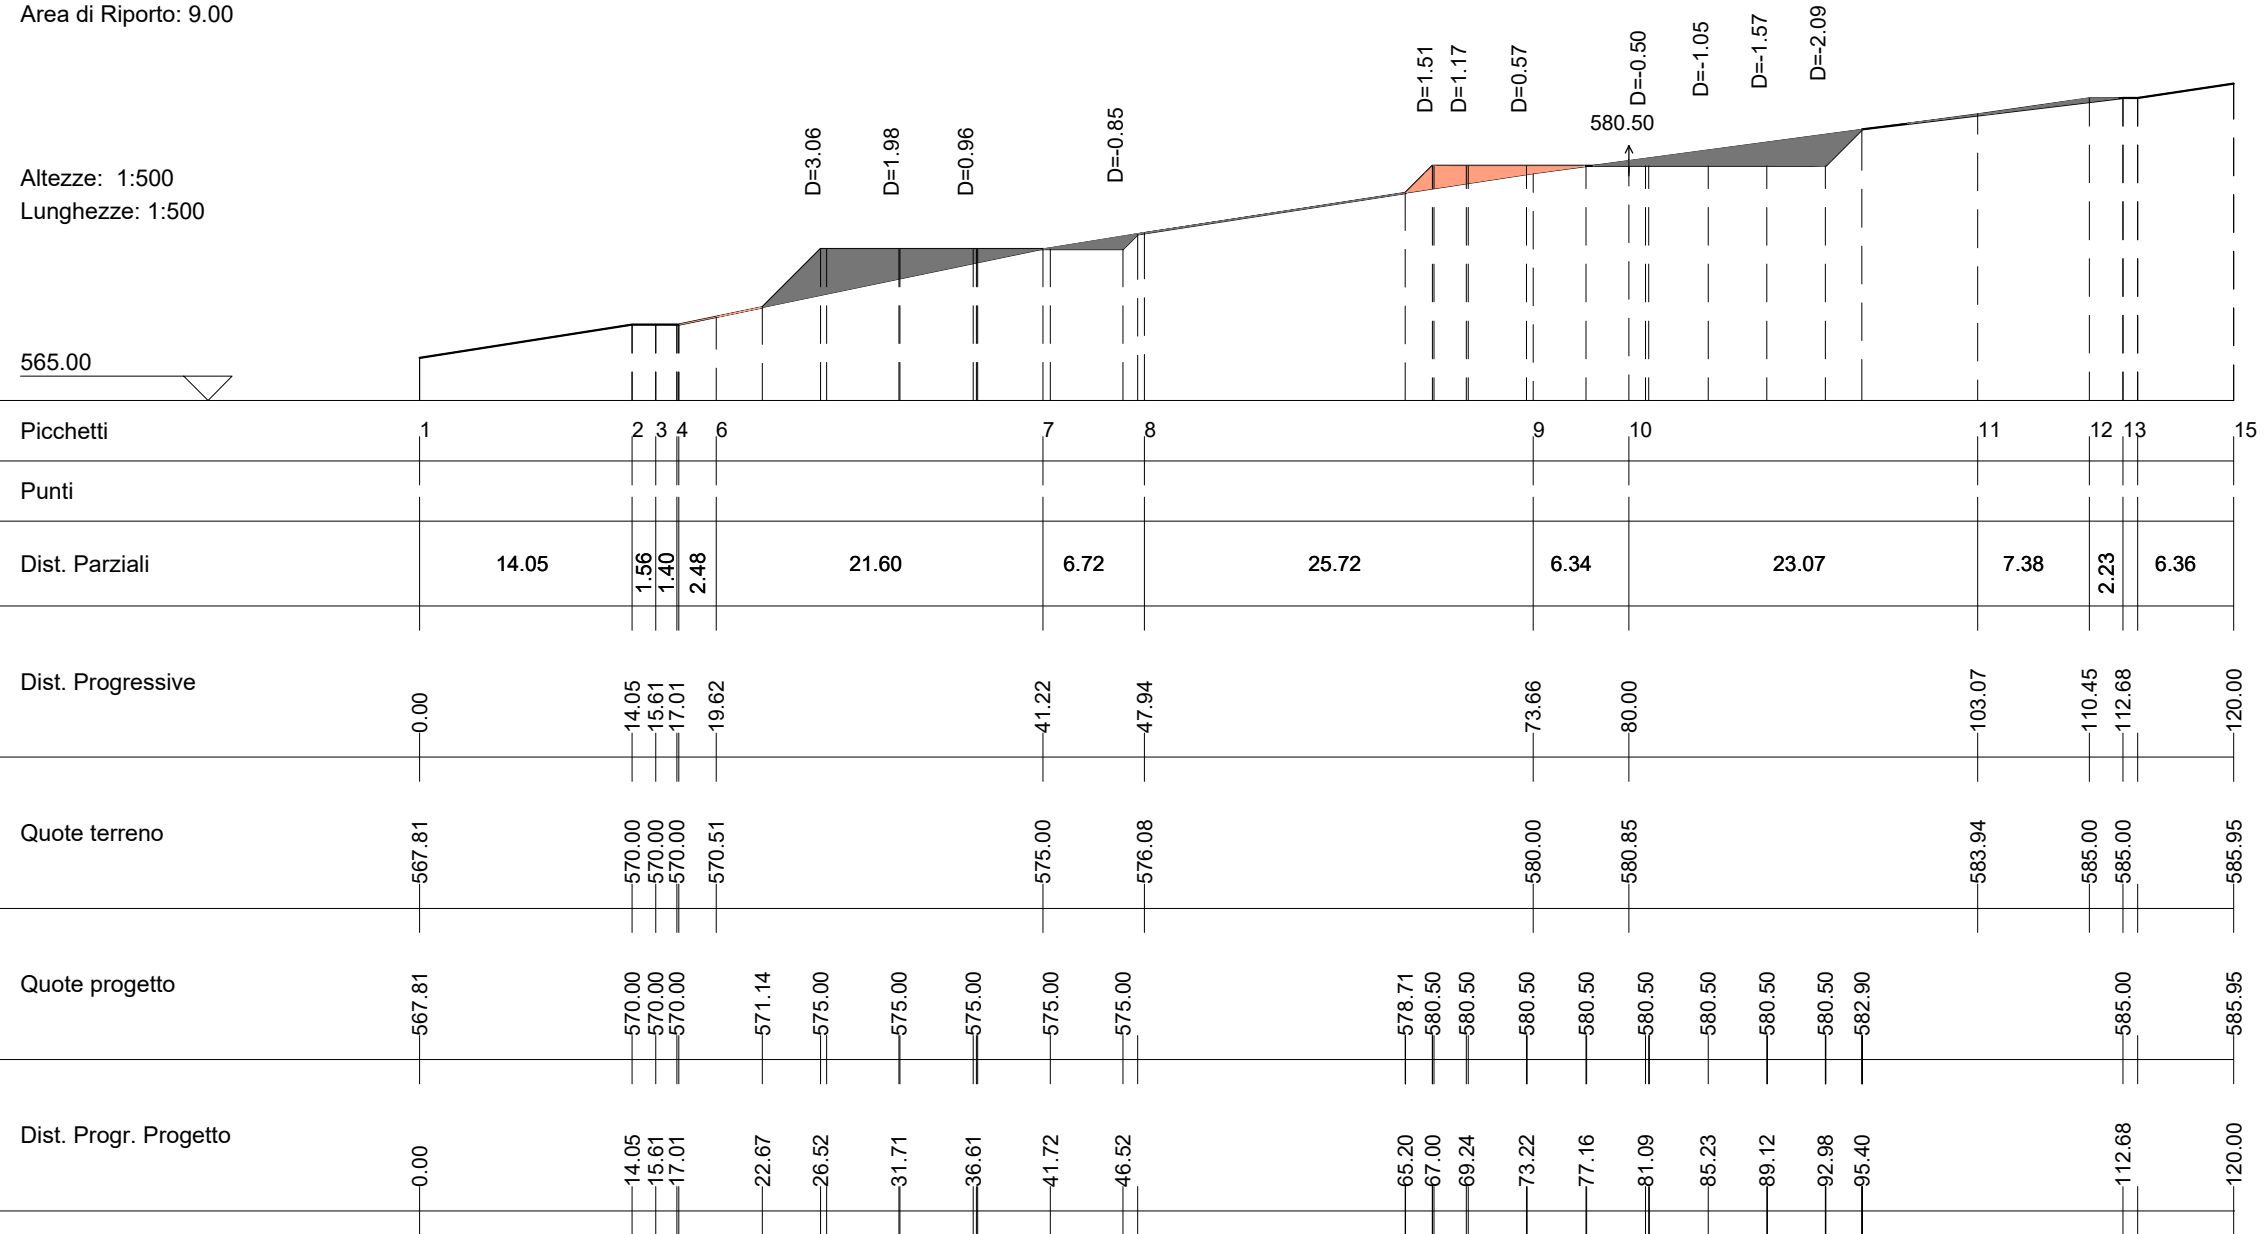 Area di Riporto: 9.00
D=3.06
D=1.98
D=0.96
D=-0.85
D=1.51
D=1.17
D=0.57
D=-0.50
D=-1.05
D=-1.57
D=-2.09
580.50
Altezze: 1:500
Lunghezze: 1:500
565.00
Picchetti 1 2 3 4 6 7 8 9 10 11 12 13 15
Punti
Dist. Parziali 14.05 1.56 1.40 2.48 21.60 6.72 25.72 6.34 23.07 7.38 2.23 6.36
Dist. Progressive 0.00 14.05 15.61 17.01 19.62 41.22 47.94 73.66 80.00 103.07 110.45 112.68 120.00
Quote terreno 567.81 570.00 570.00 570.00 570.51 575.00 576.08 580.00 580.85 583.94 585.00 585.00 585.95
Quote progetto 567.81 570.00 570.00 570.00 571.14 575.00 575.00 575.00 575.00 575.00 578.71 580.50 580.50 580.50 580.50 580.50 580.50 580.50 580.50 582.90 585.00 585.95
Dist. Progr. Progetto 0.00 14.05 15.61 17.01 22.67 26.52 31.71 36.61 41.72 46.52 65.20 67.00 69.24 73.22 77.16 81.09 85.23 89.12 92.98 95.40 112.68 120.00